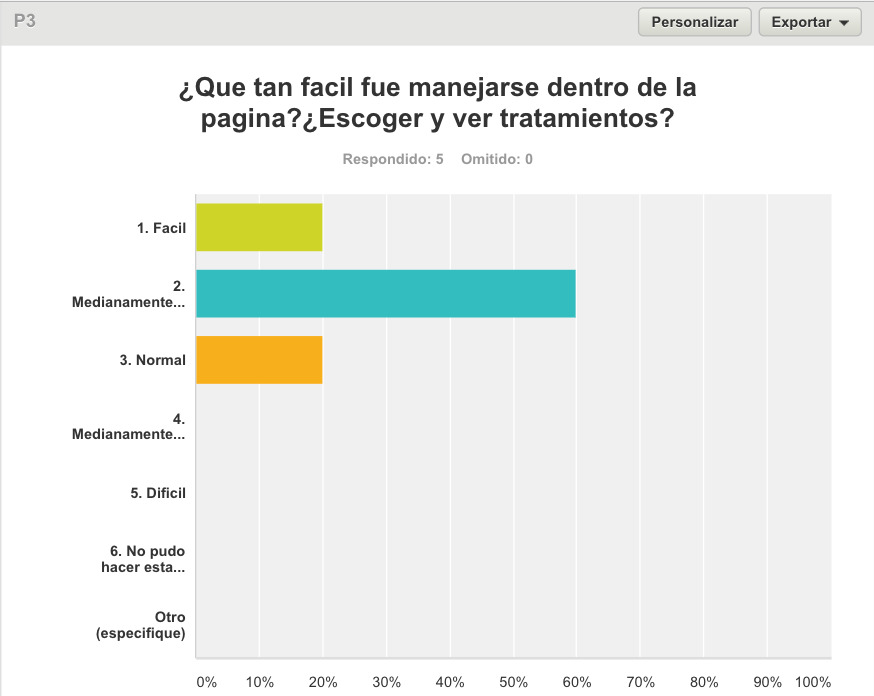 P3
Personalizar
Exportar
¿Que tan facil fue manejarse dentro de la
pagina?¿Escoger y ver tratamientos?
Respondido: 5 Omitido: 0
1. Facil
2.
Medianamente...
3. Normal
4.
Medianamente...
5. Dificil
6. No pudo
hacer esta...
Otro
(especifique)
0% 10% 20% 30% 40% 50% 60% 70% 80% 90% 100%